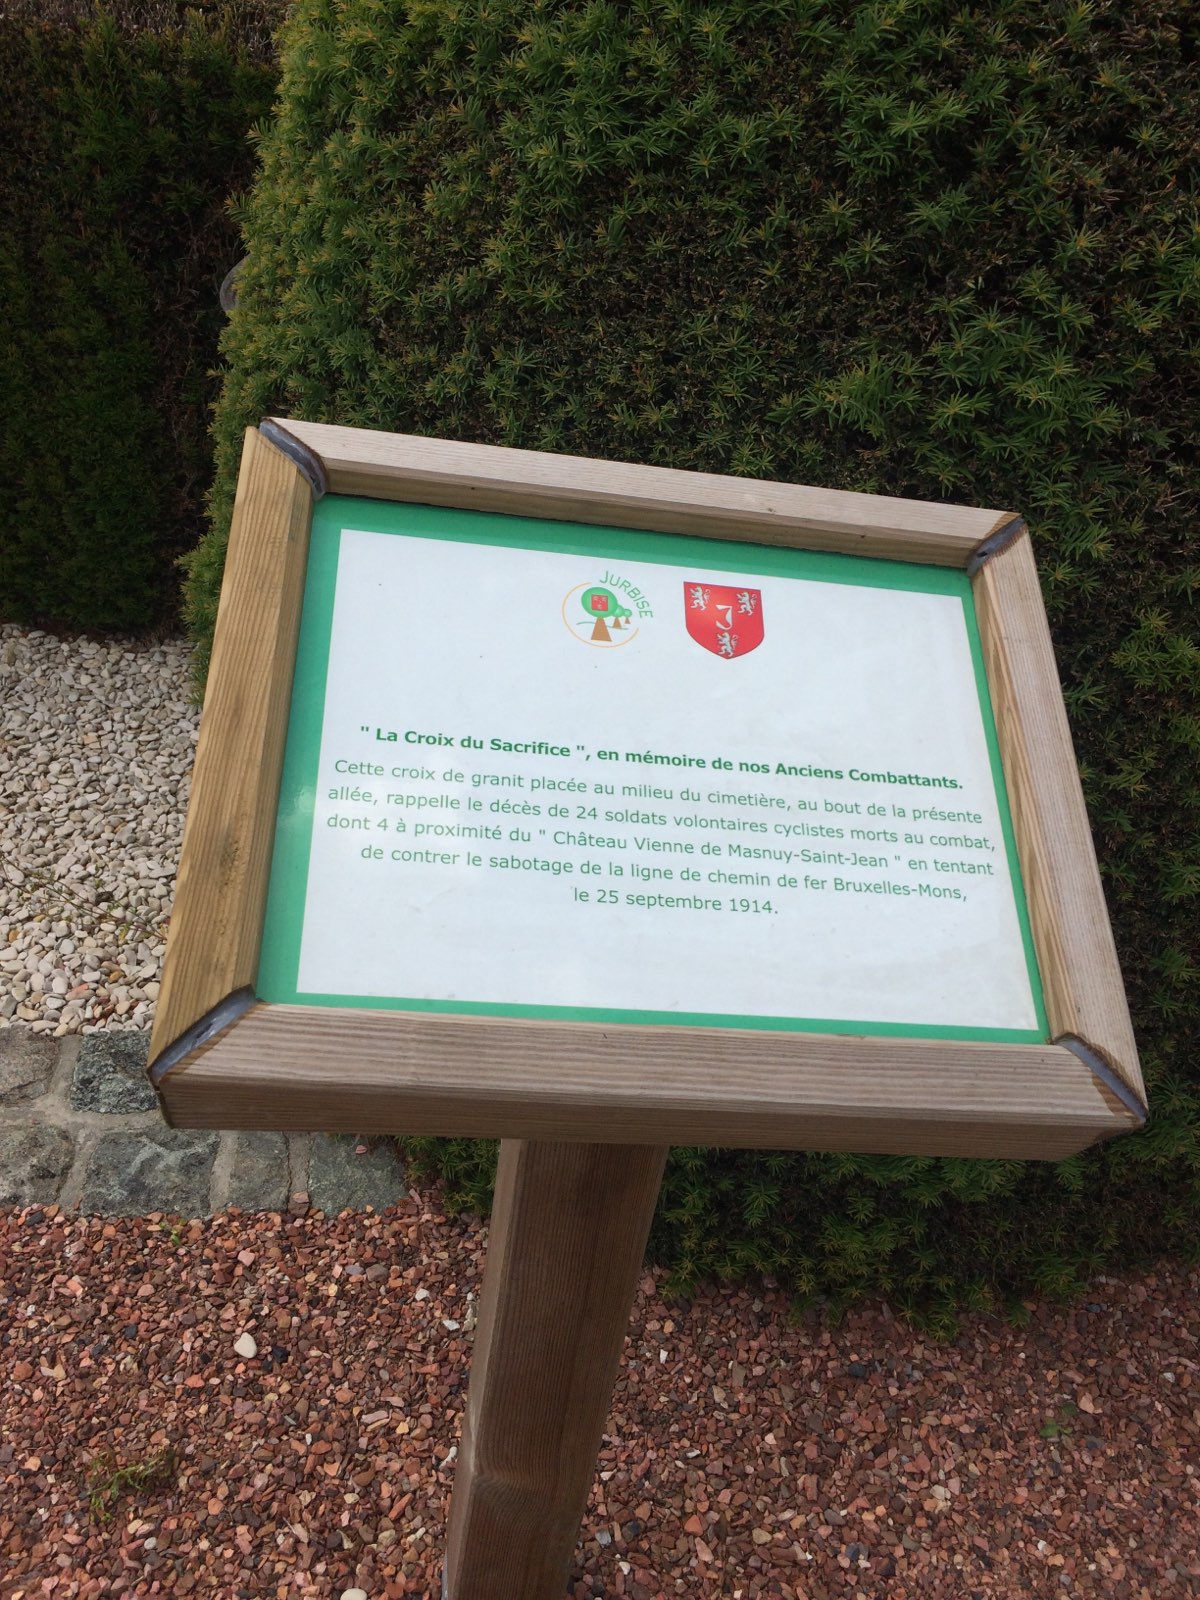 JURBISE
" La Croix du Sacrifice ", en mémoire de nos Anciens Combattants.
Cette croix de granit placée au milieu du cimetière, au bout de la présente
allée, rappelle le décès de 24 soldats volontaires cyclistes morts au combat,
dont 4 à proximité du " Château Vienne de Masnuy-Saint-Jean " en tentant
de contrer le sabotage de la ligne de chemin de fer Bruxelles-Mons,
le 25 septembre 1914.